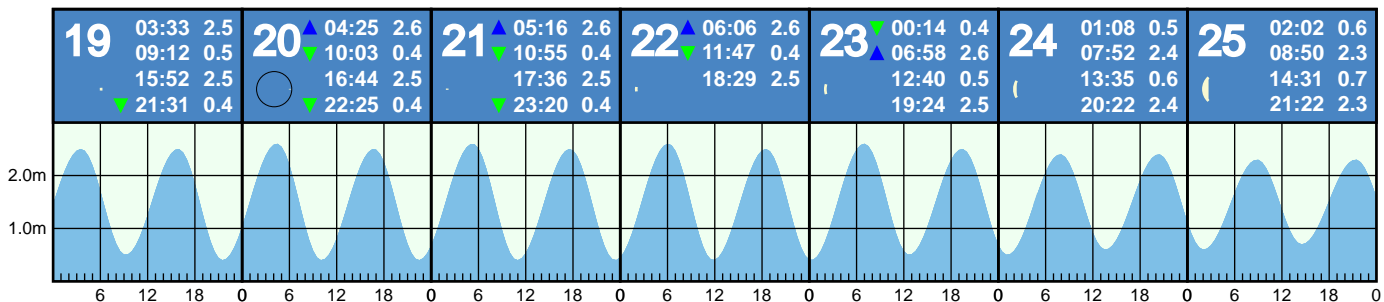 19
03:33 2.5
09:12 0.5
15:52 2.5
▼ 21:31 0.4
20
▲ 04:25 2.6
▼ 10:03 0.4
16:44 2.5
▼ 22:25 0.4
21
▲ 05:16 2.6
▼ 10:55 0.4
17:36 2.5
▼ 23:20 0.4
22
▲ 06:06 2.6
▼ 11:47 0.4
18:29 2.5
23
▼ 00:14 0.4
▲ 06:58 2.6
12:40 0.5
19:24 2.5
24
01:08 0.5
07:52 2.4
13:35 0.6
20:22 2.4
25
02:02 0.6
08:50 2.3
14:31 0.7
21:22 2.3
2.0m
1.0m
6 12 18 0 6 12 18 0 6 12 18 0 6 12 18 0 6 12 18 0 6 12 18 0 6 12 18 0